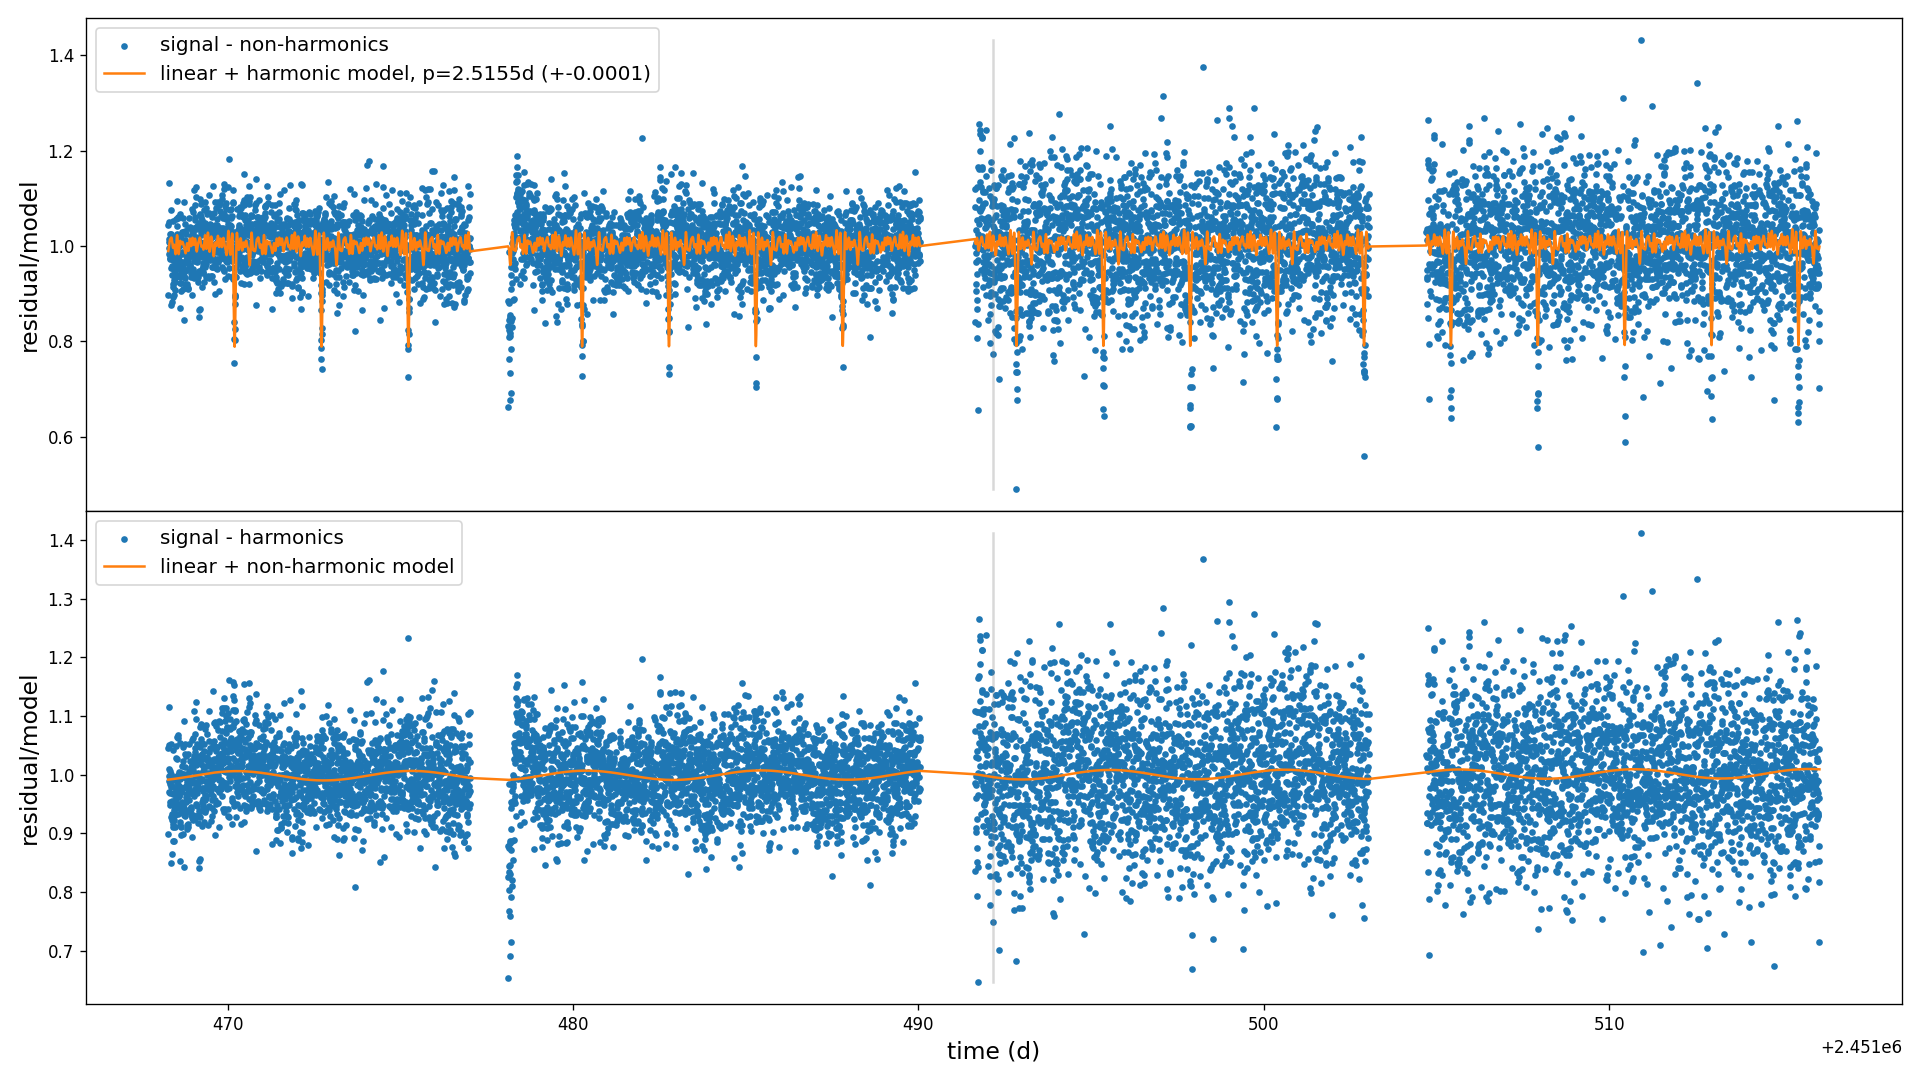 signal - non-harmonics
linear + harmonic model, p=2.5155d (+-0.0001)
1.4
1.2
1.0
0.8
0.6
residual/model
signal - harmonics
linear + non-harmonic model
1.4
1.3
1.2
1.1
1.0
0.9
0.8
0.7
residual/model
470 480 490 500 510
time (d)
+2.451e6